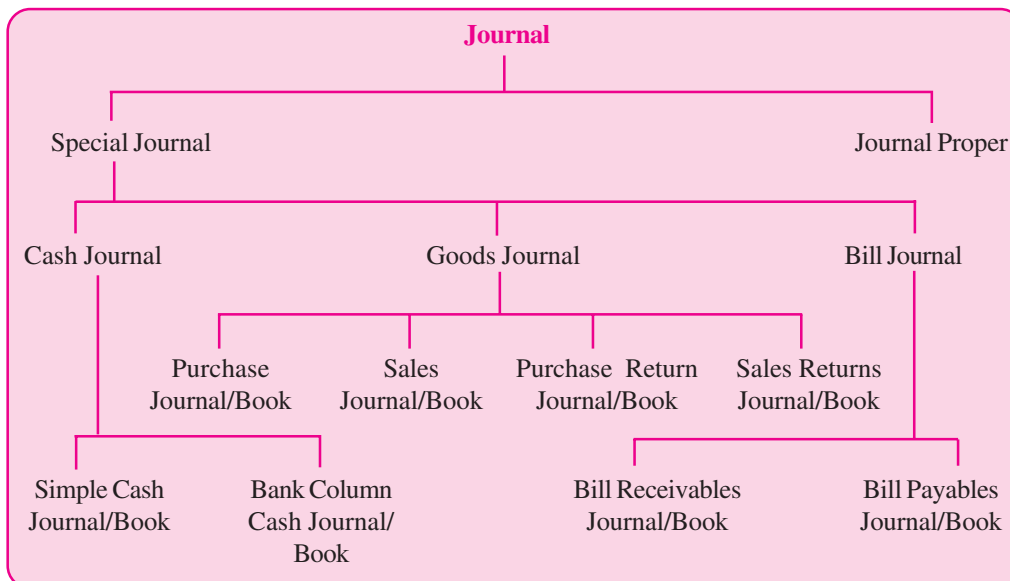 Journal
Special Journal
Journal Proper
Cash Journal
Goods Journal
Bill Journal
Purchase
Journal/Book
Sales
Journal/Book
Purchase Return
Journal/Book
Sales Returns
Journal/Book
Simple Cash
Journal/Book
Bank Column
Cash Journal/
Book
Bill Receivables
Journal/Book
Bill Payables
Journal/Book